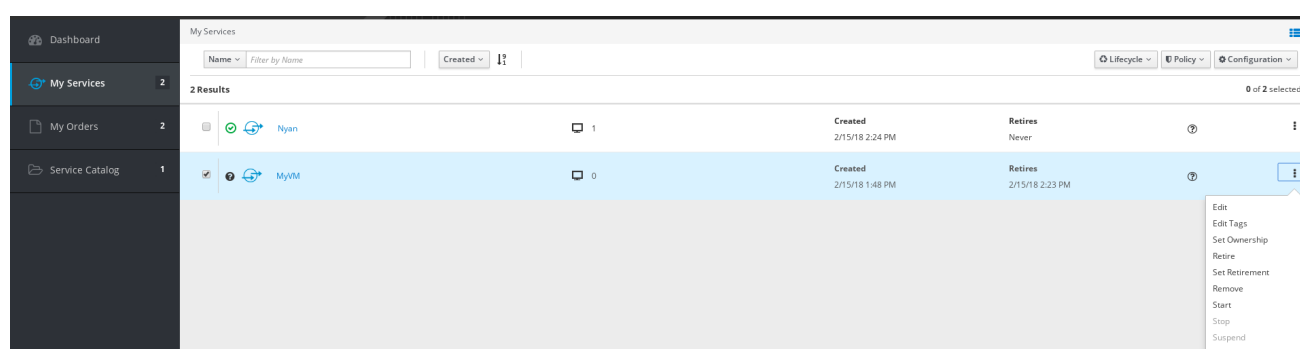 Dashboard
My Services 2
My Orders 2
Service Catalog 1
My Services
Name Filter by Name Created Lifecycle Policy Configuration
2 Results 0 of 2 selected
Nyan 1 Created Retires
2/15/18 2:24 PM Never
MyVM 0 Created Retires
2/15/18 1:48 PM 2/15/18 2:23 PM
Edit
Edit Tags
Set Ownership
Retire
Set Retirement
Remove
Start
Stop
Suspend